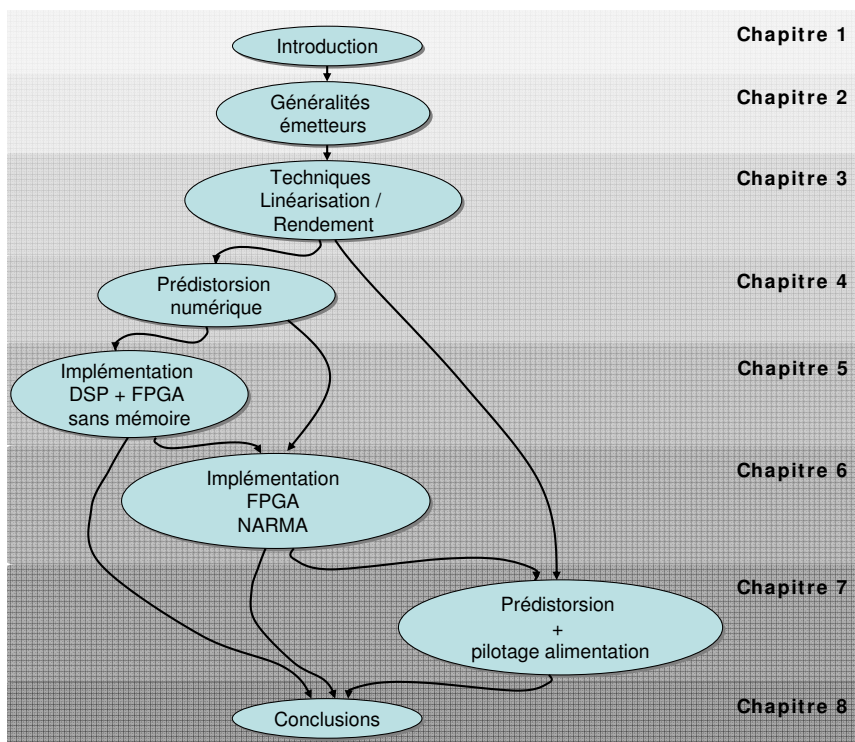 Chapitre 1
Introduction
Chapitre 2
Généralités
émetteurs
Chapitre 3
Techniques
Linéarisation /
Rendement
Chapitre 4
Prédistorsion
numérique
Chapitre 5
Implémentation
DSP + FPGA
sans mémoire
Chapitre 6
Implémentation
FPGA
NARMA
Chapitre 7
Prédistorsion
+
pilotage alimentation
Chapitre 8
Conclusions